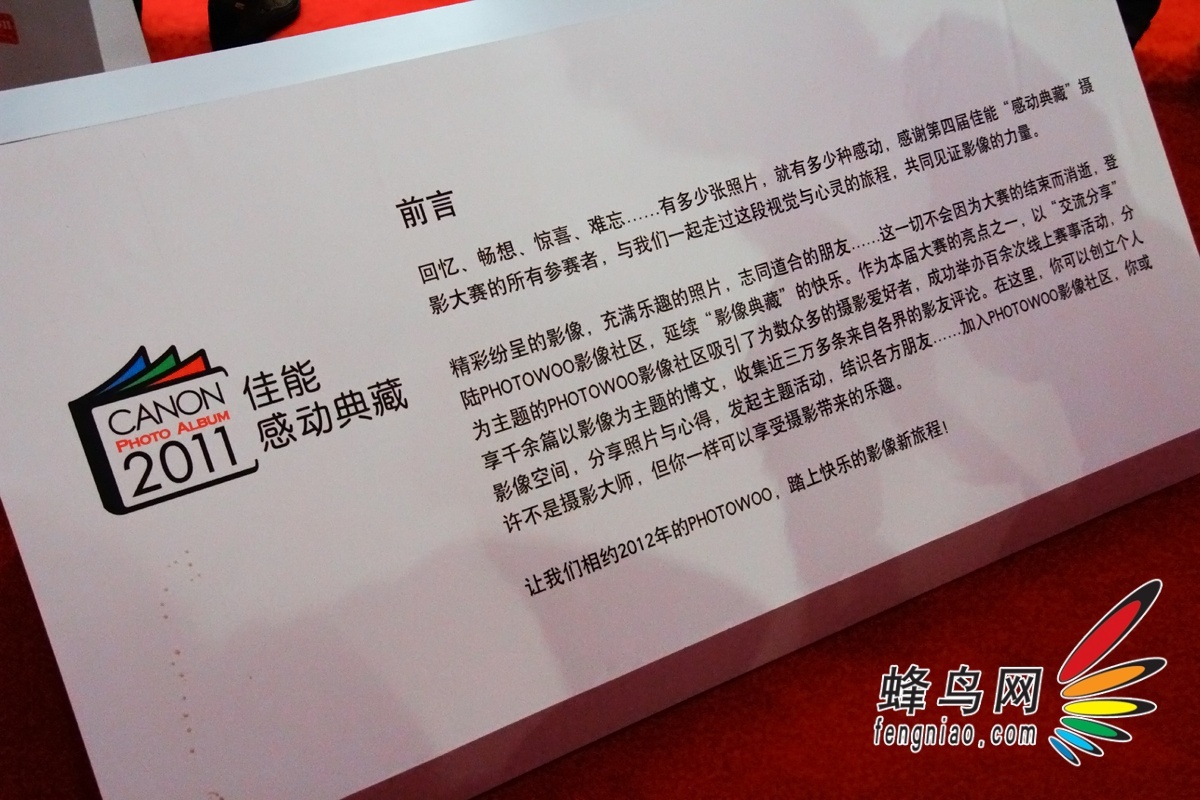 CANON
PHOTO ALBUM
2011
佳能
感动典藏
前言
回忆、畅想、惊喜、难忘……有多少张照片，就有多少种感动，感谢第四届佳能“感动典藏”摄
影大赛的所有参赛者，与我们一起走过这段视觉与心灵的旅程，共同见证影像的力量。
精彩纷呈的影像，充满乐趣的照片，志同道合的朋友……这一切不会因为大赛的结束而消逝，登
陆PHOTOWOO影像社区，延续“影像典藏”的快乐。作为本届大赛的亮点之一，以“交流分享”
为主题的PHOTOWOO影像社区吸引了为数众多的摄影爱好者，成功举办百余次线上赛事活动，分
享千余篇以影像为主题的博文，收集近三万多条来自各界的影友评论。在这里，你可以创立个人
影像空间，分享照片与心得，发起主题活动，结识各方朋友……加入PHOTOWOO影像社区，你或
许不是摄影大师，但你一样可以享受摄影带来的乐趣。
让我们相约2012年的PHOTOWOO，踏上快乐的影像新旅程！
蜂鸟网
fengniao.com